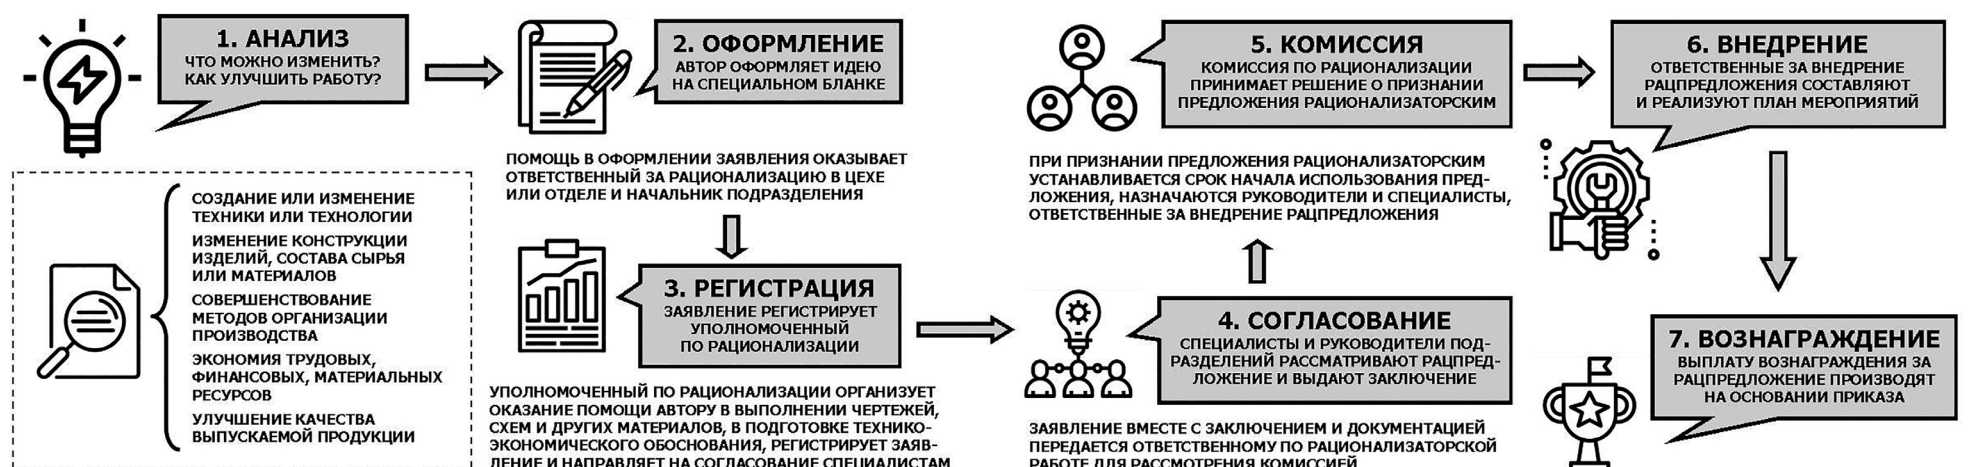 1. АНАЛИЗ
ЧТО МОЖНО ИЗМЕНИТЬ?
КАК УЛУЧШИТЬ РАБОТУ?
СОЗДАНИЕ ИЛИ ИЗМЕНЕНИЕ
ТЕХНИКИ ИЛИ ТЕХНОЛОГИИ
ИЗМЕНЕНИЕ КОНСТРУКЦИИ
ИЗДЕЛИЙ, СОСТАВА СЫРЬЯ
ИЛИ МАТЕРИАЛОВ
СОВЕРШЕНСТВОВАНИЕ
МЕТОДОВ ОРГАНИЗАЦИИ
ПРОИЗВОДСТВА
ЭКОНОМИЯ ТРУДОВЫХ,
ФИНАНСОВЫХ, МАТЕРИАЛЬНЫХ
РЕСУРСОВ
УЛУЧШЕНИЕ КАЧЕСТВА
ВЫПУСКАЕМОЙ ПРОДУКЦИИ
2. ОФОРМЛЕНИЕ
АВТОР ОФОРМЛЯЕТ ИДЕЮ
НА СПЕЦИАЛЬНОМ БЛАНКЕ
ПОМОЩЬ В ОФОРМЛЕНИИ ЗАЯВЛЕНИЯ ОКАЗЫВАЕТ
ОТВЕТСТВЕННЫЙ ЗА РАЦИОНАЛИЗАЦИЮ В ЦЕХЕ
ИЛИ ОТДЕЛЕ И НАЧАЛЬНИК ПОДРАЗДЕЛЕНИЯ
3. РЕГИСТРАЦИЯ
ЗАЯВЛЕНИЕ РЕГИСТРИРУЕТ
УПОЛНОМОЧЕННЫЙ
ПО РАЦИОНАЛИЗАЦИИ
УПОЛНОМОЧЕННЫЙ ПО РАЦИОНАЛИЗАЦИИ ОРГАНИЗУЕТ
ОКАЗАНИЕ ПОМОЩИ АВТОРУ В ВЫПОЛНЕНИИ ЧЕРТЕЖЕЙ,
СХЕМ И ДРУГИХ МАТЕРИАЛОВ, В ПОДГОТОВКЕ ТЕХНИКО-
ЭКОНОМИЧЕСКОГО ОБОСНОВАНИЯ, РЕГИСТРИРУЕТ ЗАЯВ-
ЛЕНИЕ И НАПРАВЛЯЕТ НА СОГЛАСОВАНИЕ СПЕЦИАЛИСТАМ
4. СОГЛАСОВАНИЕ
СПЕЦИАЛИСТЫ И РУКОВОДИТЕЛИ ПОД-
РАЗДЕЛЕНИЙ РАССМАТРИВАЮТ РАЦПРЕД-
ЛОЖЕНИЕ И ВЫДАЮТ ЗАКЛЮЧЕНИЕ
ЗАЯВЛЕНИЕ ВМЕСТЕ С ЗАКЛЮЧЕНИЕМ И ДОКУМЕНТАЦИЕЙ
ПЕРЕДАЕТСЯ ОТВЕТСТВЕННОМУ ПО РАЦИОНАЛИЗАТОРСКОЙ
РАБОТЕ ДЛЯ РАССМОТРЕНИЯ КОМИССИЕЙ
5. КОМИССИЯ
КОМИССИЯ ПО РАЦИОНАЛИЗАЦИИ
ПРИНИМАЕТ РЕШЕНИЕ О ПРИЗНАНИИ
ПРЕДЛОЖЕНИЯ РАЦИОНАЛИЗАТОРСКИМ
ПРИ ПРИЗНАНИИ ПРЕДЛОЖЕНИЯ РАЦИОНАЛИЗАТОРСКИМ
УСТАНАВЛИВАЕТСЯ СРОК НАЧАЛА ИСПОЛЬЗОВАНИЯ ПРЕД-
ЛОЖЕНИЯ, НАЗНАЧАЮТСЯ РУКОВОДИТЕЛИ И СПЕЦИАЛИСТЫ,
ОТВЕТСТВЕННЫЕ ЗА ВНЕДРЕНИЕ РАЦПРЕДЛОЖЕНИЯ
6. ВНЕДРЕНИЕ
ОТВЕТСТВЕННЫЕ ЗА ВНЕДРЕНИЕ
РАЦПРЕДЛОЖЕНИЯ СОСТАВЛЯЮТ
И РЕАЛИЗУЮТ ПЛАН МЕРОПРИЯТИЙ
7. ВОЗНАГРАЖДЕНИЕ
ВЫПЛАТУ ВОЗНАГРАЖДЕНИЯ ЗА
РАЦПРЕДЛОЖЕНИЕ ПРОИЗВОДЯТ
НА ОСНОВАНИИ ПРИКАЗА